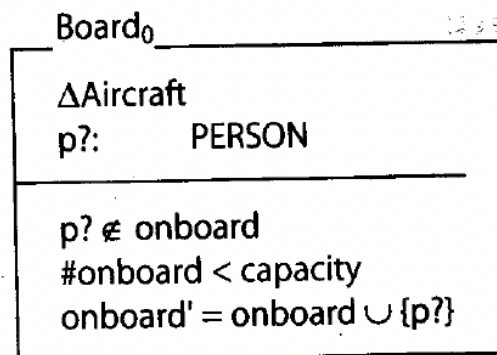 Board₀
ΔAircraft
p?: PERSON
p? ∉ onboard
#onboard < capacity
onboard' = onboard ∪ {p?}